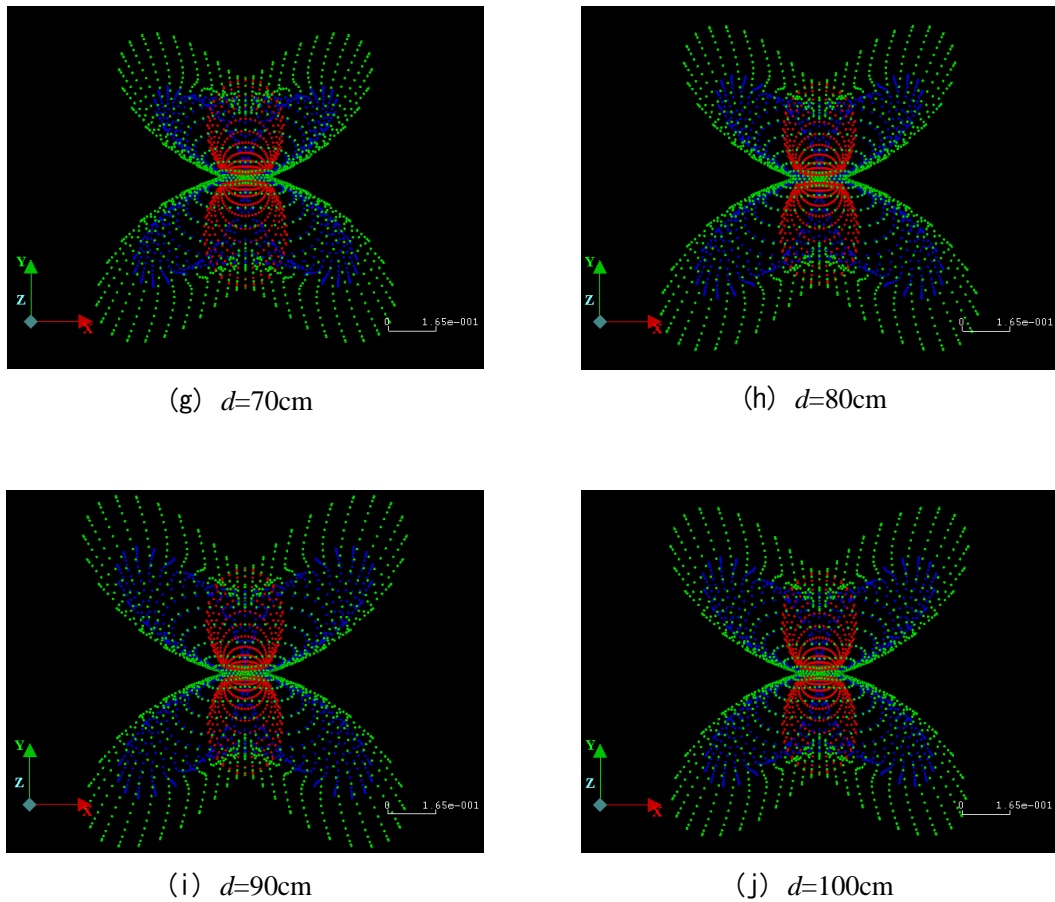 Y
Z
X
0 1.65e-001
Y
Z
X
0 1.65e-001
(g) d=70cm
(h) d=80cm
Y
Z
X
0 1.65e-001
Y
Z
X
0 1.65e-001
(i) d=90cm
(j) d=100cm